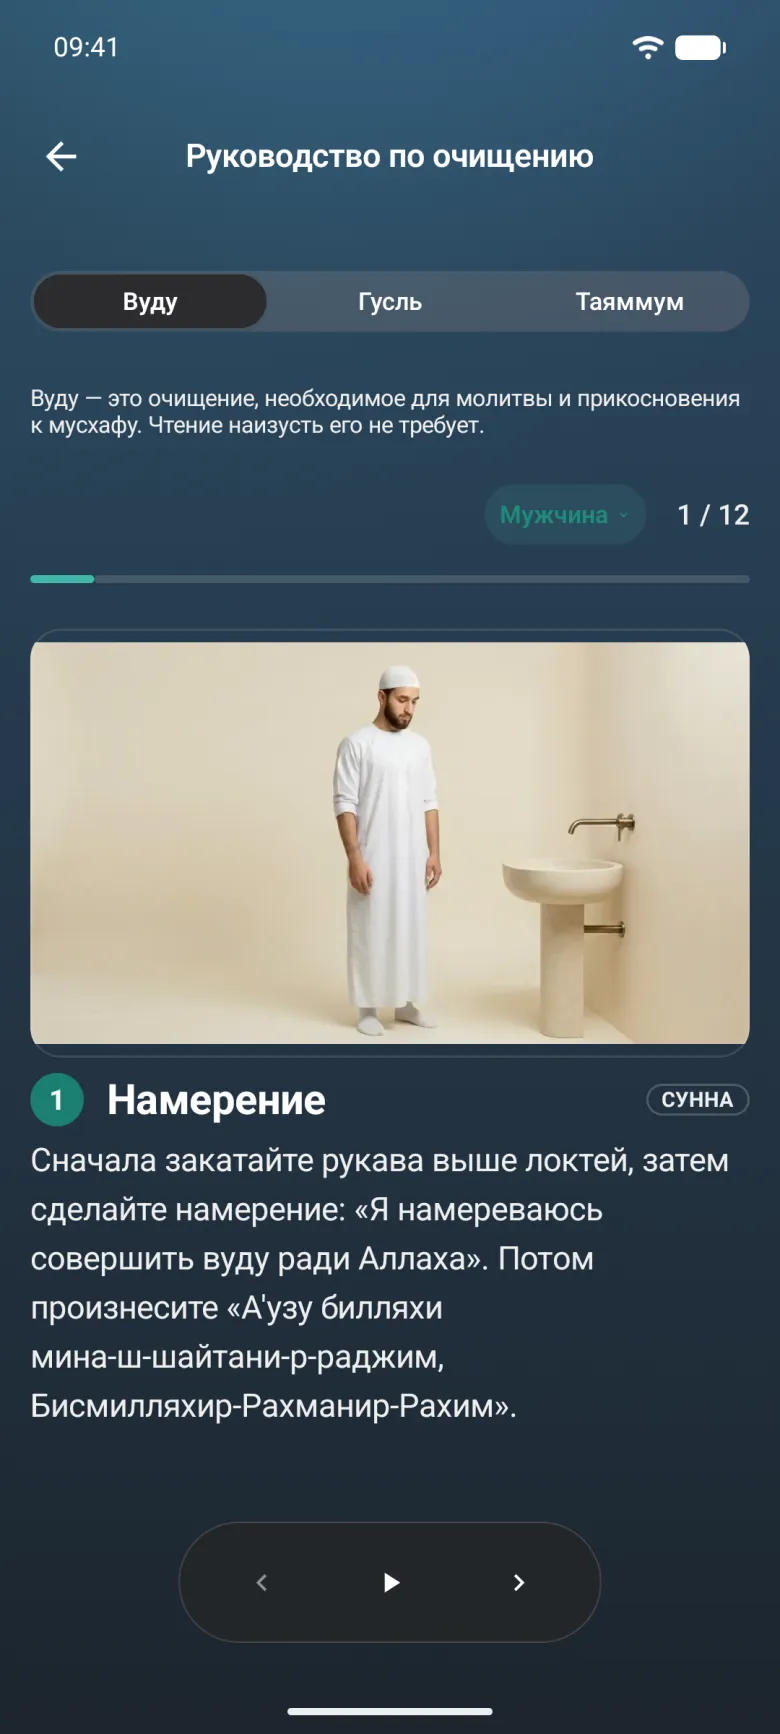 09:41
Руководство по очищению
Вуду
Гусль
Таяммум
Вуду — это очищение, необходимое для молитвы и прикосновения
к мусхафу. Чтение наизусть его не требует.
Мужчина
1 / 12
1
Намерение
СУННА
Сначала закатайте рукава выше локтей, затем
сделайте намерение: «Я намереваюсь
совершить вуду ради Аллаха». Потом
произнесите «А'узу билляхи
мина-ш-шайтани-р-раджим,
Бисмилляхир-Рахманир-Рахим».